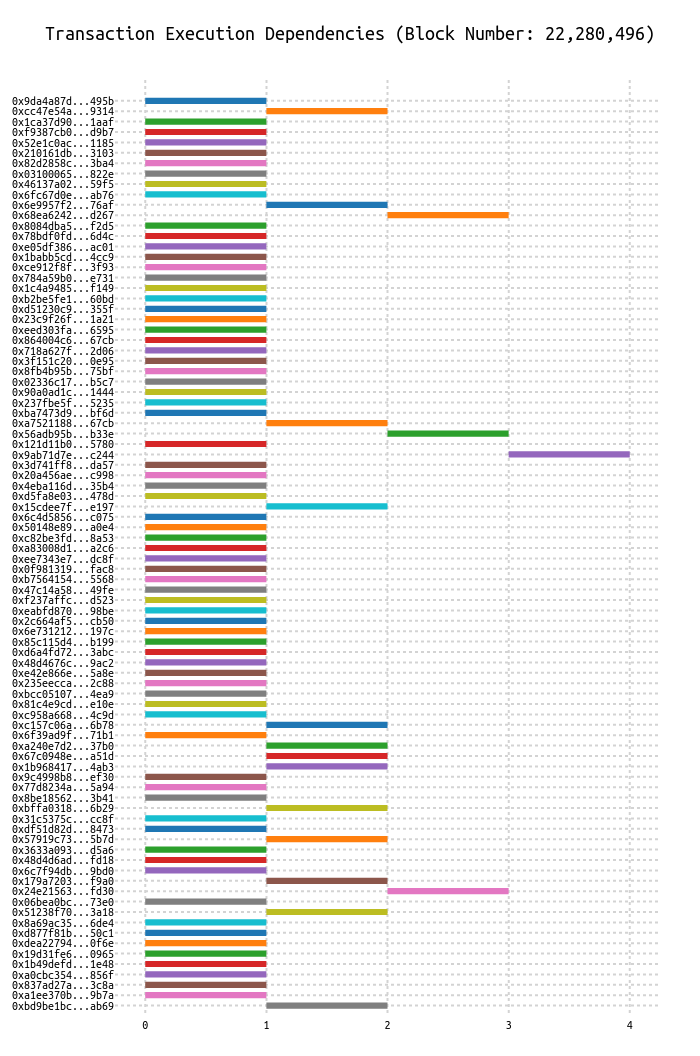 Transaction Execution Dependencies (Block Number: 22,280,496)
0x9da4a87d...495b
0xcc47e54a...9314
0x1ca37d90...1aaf
0xf9387cb0...d9b7
0x52e1c0ac...1185
0x210161db...3103
0x82d2858c...3ba4
0x03100065...822e
0x46137a02...59f5
0x6fc67d0e...ab76
0x6e9957f2...76af
0x68ea6242...d267
0x8084dba5...f2d5
0x78bdf0fd...6d4c
0xe05df386...ac01
0x1babb5cd...4cc9
0xce912f8f...3f93
0x784a59b0...e731
0x1c4a9485...f149
0xb2be5fe1...60bd
0xd51230c9...355f
0x23c9f26f...1a21
0xeed303fa...6595
0x864004c6...67cb
0x718a627f...2d06
0x3f151c20...0e95
0x8fb4b95b...75bf
0x02336c17...b5c7
0x90a0ad1c...1444
0x237fbe5f...5235
0xba7473d9...bf6d
0xa7521188...67cb
0x56adb95b...b33e
0x121d11b0...5780
0x9ab71d7e...c244
0x3d741ff8...da57
0x20a456ae...c998
0x4eba116d...35b4
0xd5fa8e03...478d
0x15cdee7f...e197
0x6c4d5856...c075
0x50148e89...a0e4
0xc82be3fd...8a53
0xa83008d1...a2c6
0xee7343e7...dc8f
0x0f981319...fac8
0xb7564154...5568
0x47c14a58...49fe
0xf237affc...d523
0xeabfd870...98be
0x2c664af5...cb50
0x6e731212...197c
0x85c115d4...b199
0xd6a4fd72...3abc
0x48d4676c...9ac2
0xe42e866e...5a8e
0x235eecca...2c88
0xbcc05107...4ea9
0x81c4e9cd...e10e
0xc958a668...4c9d
0xc157c06a...6b78
0x6f39ad9f...71b1
0xa240e7d2...37b0
0x67c0948e...a51d
0x1b968417...4ab3
0x9c4998b8...ef30
0x77d8234a...5a94
0x8be18562...3b41
0xbffa0318...6b29
0x31c5375c...cc8f
0xdf51d82d...8473
0x57919c73...5b7d
0x3633a093...d5a6
0x48d4d6ad...fd18
0x6c7f94db...9bd0
0x179a7203...f9a0
0x24e21563...fd30
0x06bea0bc...73e0
0x51238f70...3a18
0x8a69ac35...6de4
0xd877f81b...50c1
0xdea22794...0f6e
0x19d31fe6...0965
0x1b49defd...1e48
0xa0cbc354...856f
0x837ad27a...3c8a
0xa1ee370b...9b7a
0xbd9be1bc...ab69
0 1 2 3 4